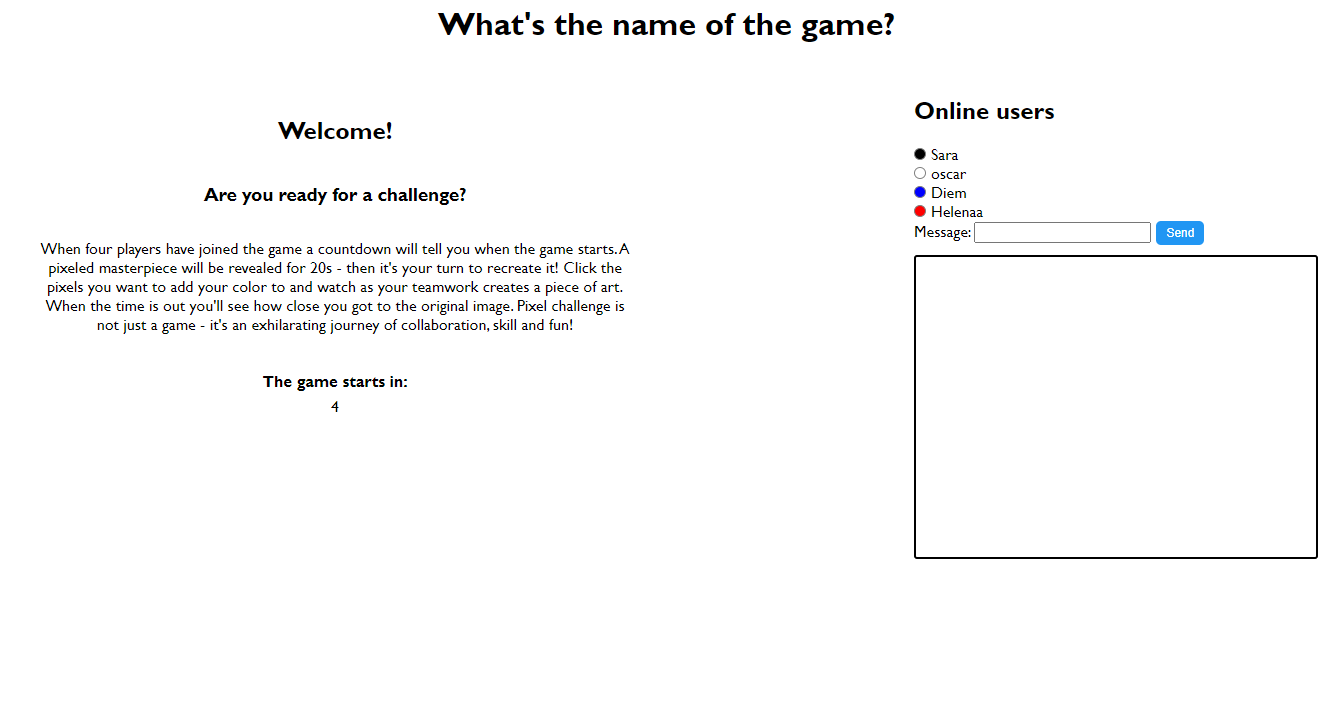 What's the name of the game?
Welcome!
Are you ready for a challenge?
When four players have joined the game a countdown will tell you when the game starts. A
pixeled masterpiece will be revealed for 20s - then it's your turn to recreate it! Click the
pixels you want to add your color to and watch as your teamwork creates a piece of art.
When the time is out you'll see how close you got to the original image. Pixel challenge is
not just a game - it's an exhilarating journey of collaboration, skill and fun!
The game starts in:
4
Online users
Sara
oscar
Diem
Helenaa
Message: Send